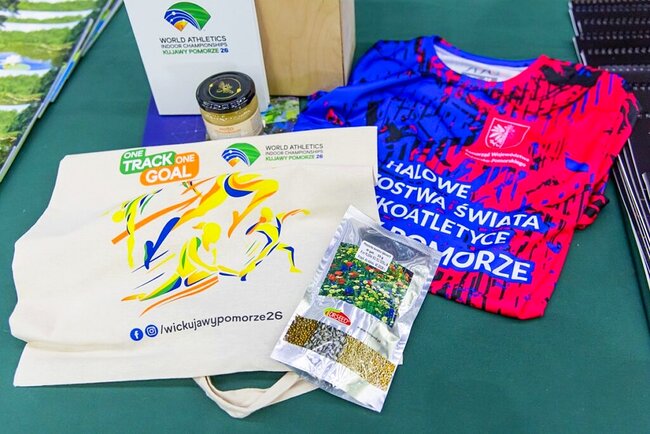 WORLD ATHLETICS
INDOOR CHAMPIONSHIPS
KUJAWY POMORZE 26
ONE
TRACK ONE
GOAL
WORLD ATHLETICS
INDOOR CHAMPIONSHIPS
KUJAWY POMORZE 26
/wickujawypomorze26
HALOWE
OSTWA ŚWIATA
KOATLETYCE
POMORZE